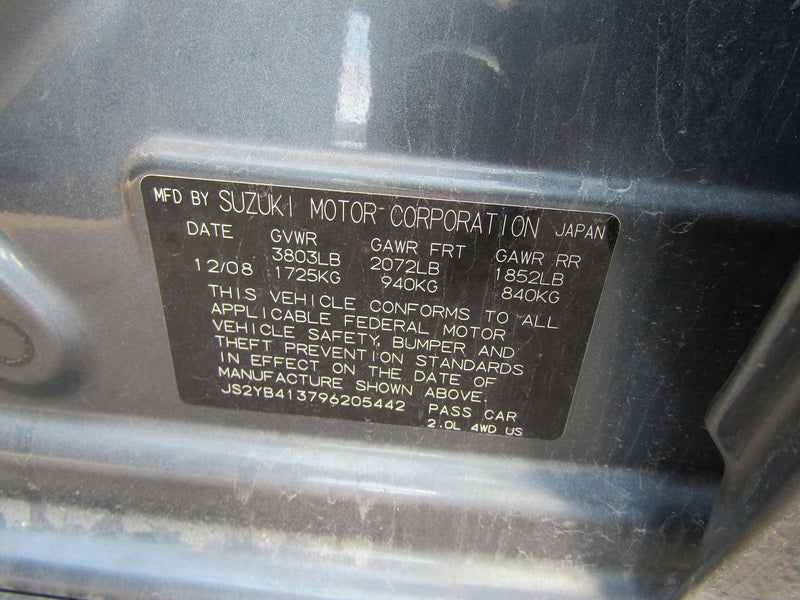 MFD BY SUZUKI MOTOR CORPORATION JAPAN
DATE GVWR GAWR FRT GAWR RR
12/08 3803LB 2072LB 1852LB
1725KG 940KG 840KG
THIS VEHICLE CONFORMS TO ALL
APPLICABLE FEDERAL MOTOR
VEHICLE SAFETY, BUMPER AND
THEFT PREVENTION STANDARDS
IN EFFECT ON THE DATE OF
MANUFACTURE SHOWN ABOVE.
JS2YB413796205442 PASS CAR
2.0L 4WD US